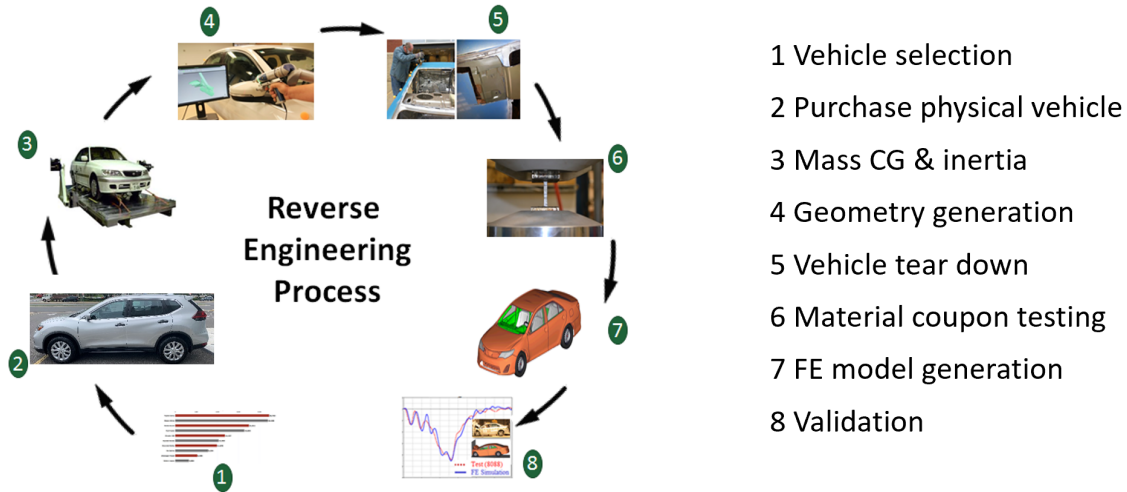 4
5
3
6
Reverse
Engineering
Process
2
7
1
8
Test (8088)
FE Simulation
1 Vehicle selection
2 Purchase physical vehicle
3 Mass CG & inertia
4 Geometry generation
5 Vehicle tear down
6 Material coupon testing
7 FE model generation
8 Validation